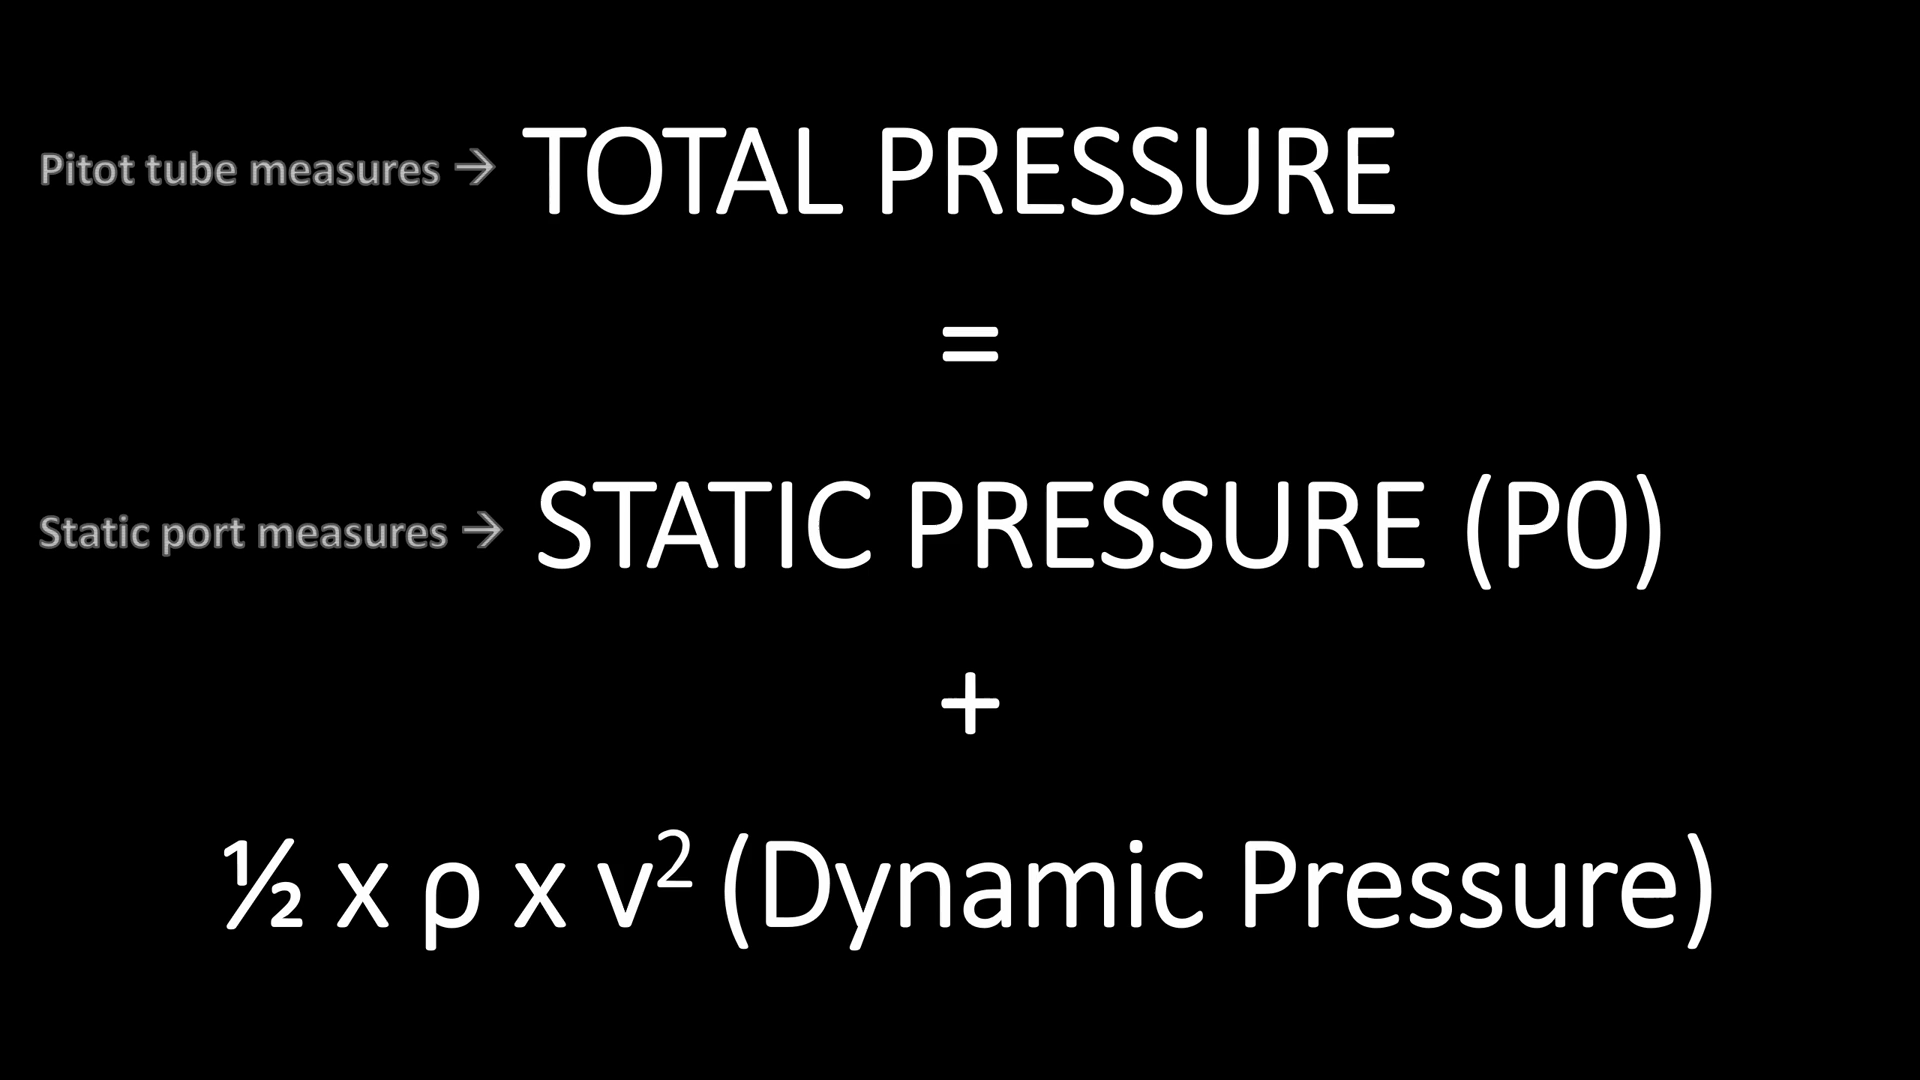 Pitot tube measures → TOTAL PRESSURE
=
Static port measures → STATIC PRESSURE (P0)
+
½ x ρ x v² (Dynamic Pressure)